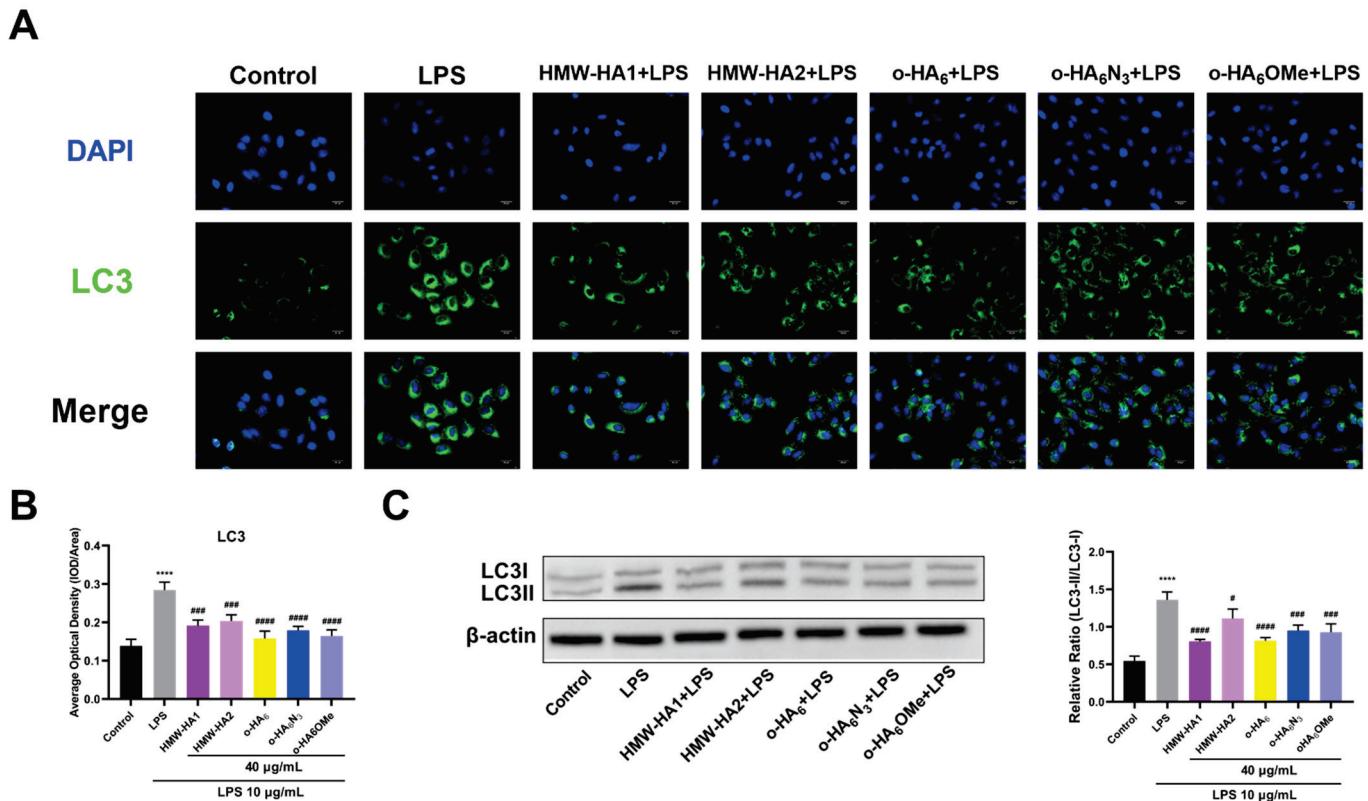 A
Control LPS HMW-HA1+LPS HMW-HA2+LPS o-HA₆+LPS o-HA₆N₃+LPS o-HA₆OMe+LPS
DAPI
LC3
Merge
B
LC3
Average Optical Density (IOD/Area)
0.4
0.3
0.2
0.1
0.0
**** ### ### #### #### ####
Control LPS HMW-HA1 HMW-HA2 o-HA₆ o-HA₆N₃ o-HA6OMe
40 μg/mL
LPS 10 μg/mL
C
LC3I
LC3II
β-actin
Control LPS HMW-HA1+LPS HMW-HA2+LPS o-HA₆+LPS o-HA₆N₃+LPS o-HA₆OMe+LPS
Relative Ratio (LC3-II/LC3-I)
2.0
1.5
1.0
0.5
0.0
**** #### # #### ### ###
Control LPS HMW-HA1 HMW-HA2 o-HA₆ o-HA₆N₃ oHA₆OMe
40 μg/mL
LPS 10 μg/mL